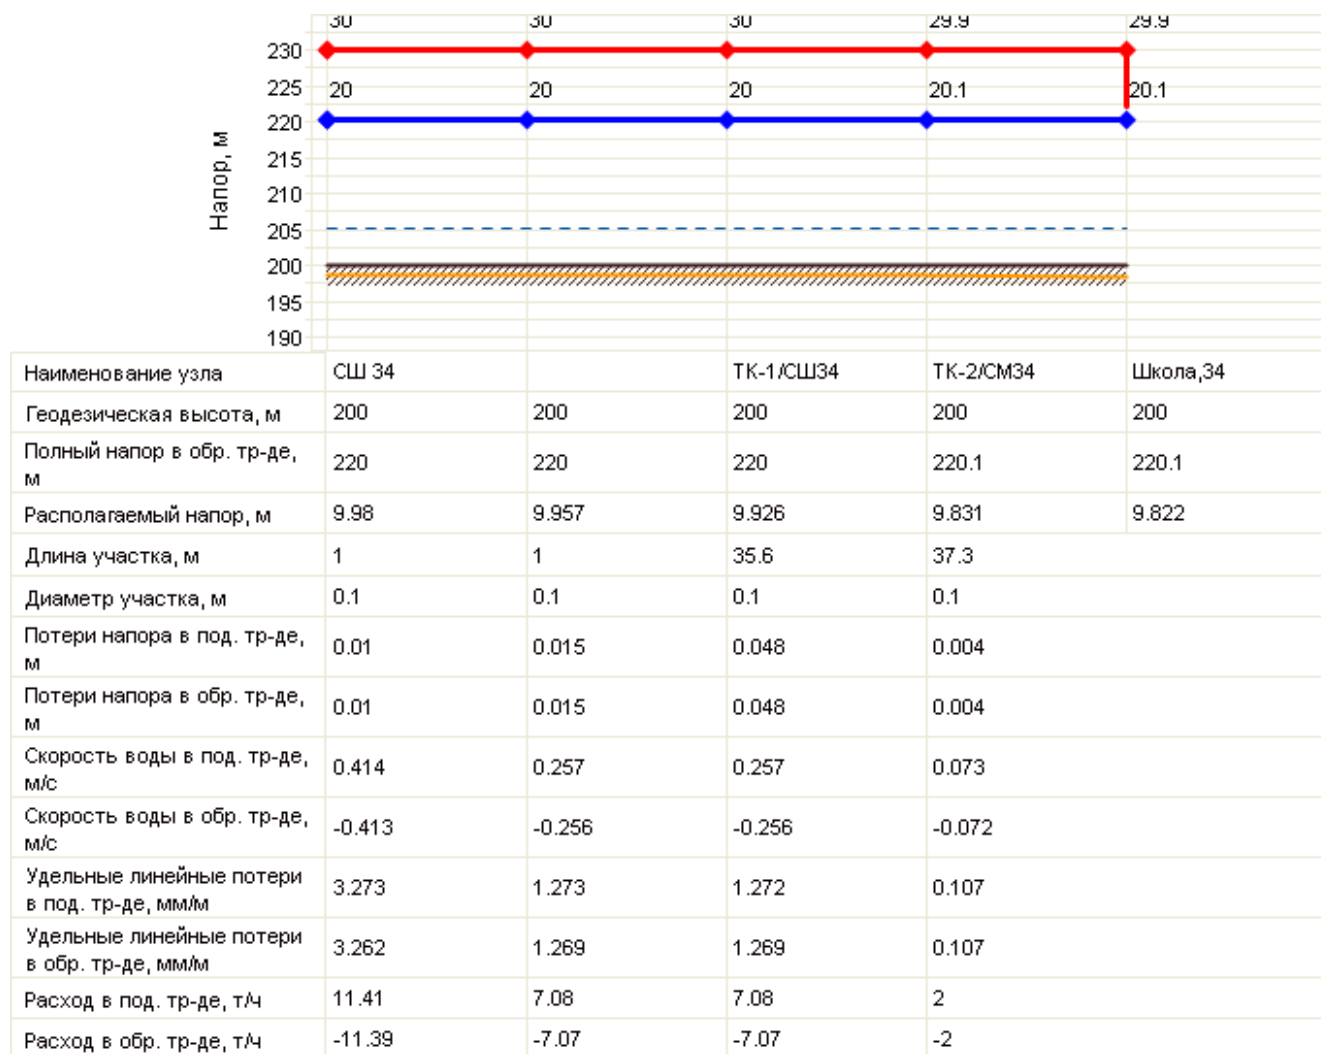 30 30 30 29.9 29.9
230
225 20 20 20 20.1 20.1
220
215
210
205
200
195
190
Напор, м
Наименование узла СШ 34 ТК-1/СШ34 ТК-2/СМ34 Школа,34
Геодезическая высота, м 200 200 200 200 200
Полный напор в обр. тр-де,
м 220 220 220 220.1 220.1
Располагаемый напор, м 9.98 9.957 9.926 9.831 9.822
Длина участка, м 1 1 35.6 37.3
Диаметр участка, м 0.1 0.1 0.1 0.1
Потери напора в под. тр-де,
м 0.01 0.015 0.048 0.004
Потери напора в обр. тр-де,
м 0.01 0.015 0.048 0.004
Скорость воды в под. тр-де,
м/с 0.414 0.257 0.257 0.073
Скорость воды в обр. тр-де,
м/с -0.413 -0.256 -0.256 -0.072
Удельные линейные потери
в под. тр-де, мм/м 3.273 1.273 1.272 0.107
Удельные линейные потери
в обр. тр-де, мм/м 3.262 1.269 1.269 0.107
Расход в под. тр-де, т/ч 11.41 7.08 7.08 2
Расход в обр. тр-де, т/ч -11.39 -7.07 -7.07 -2